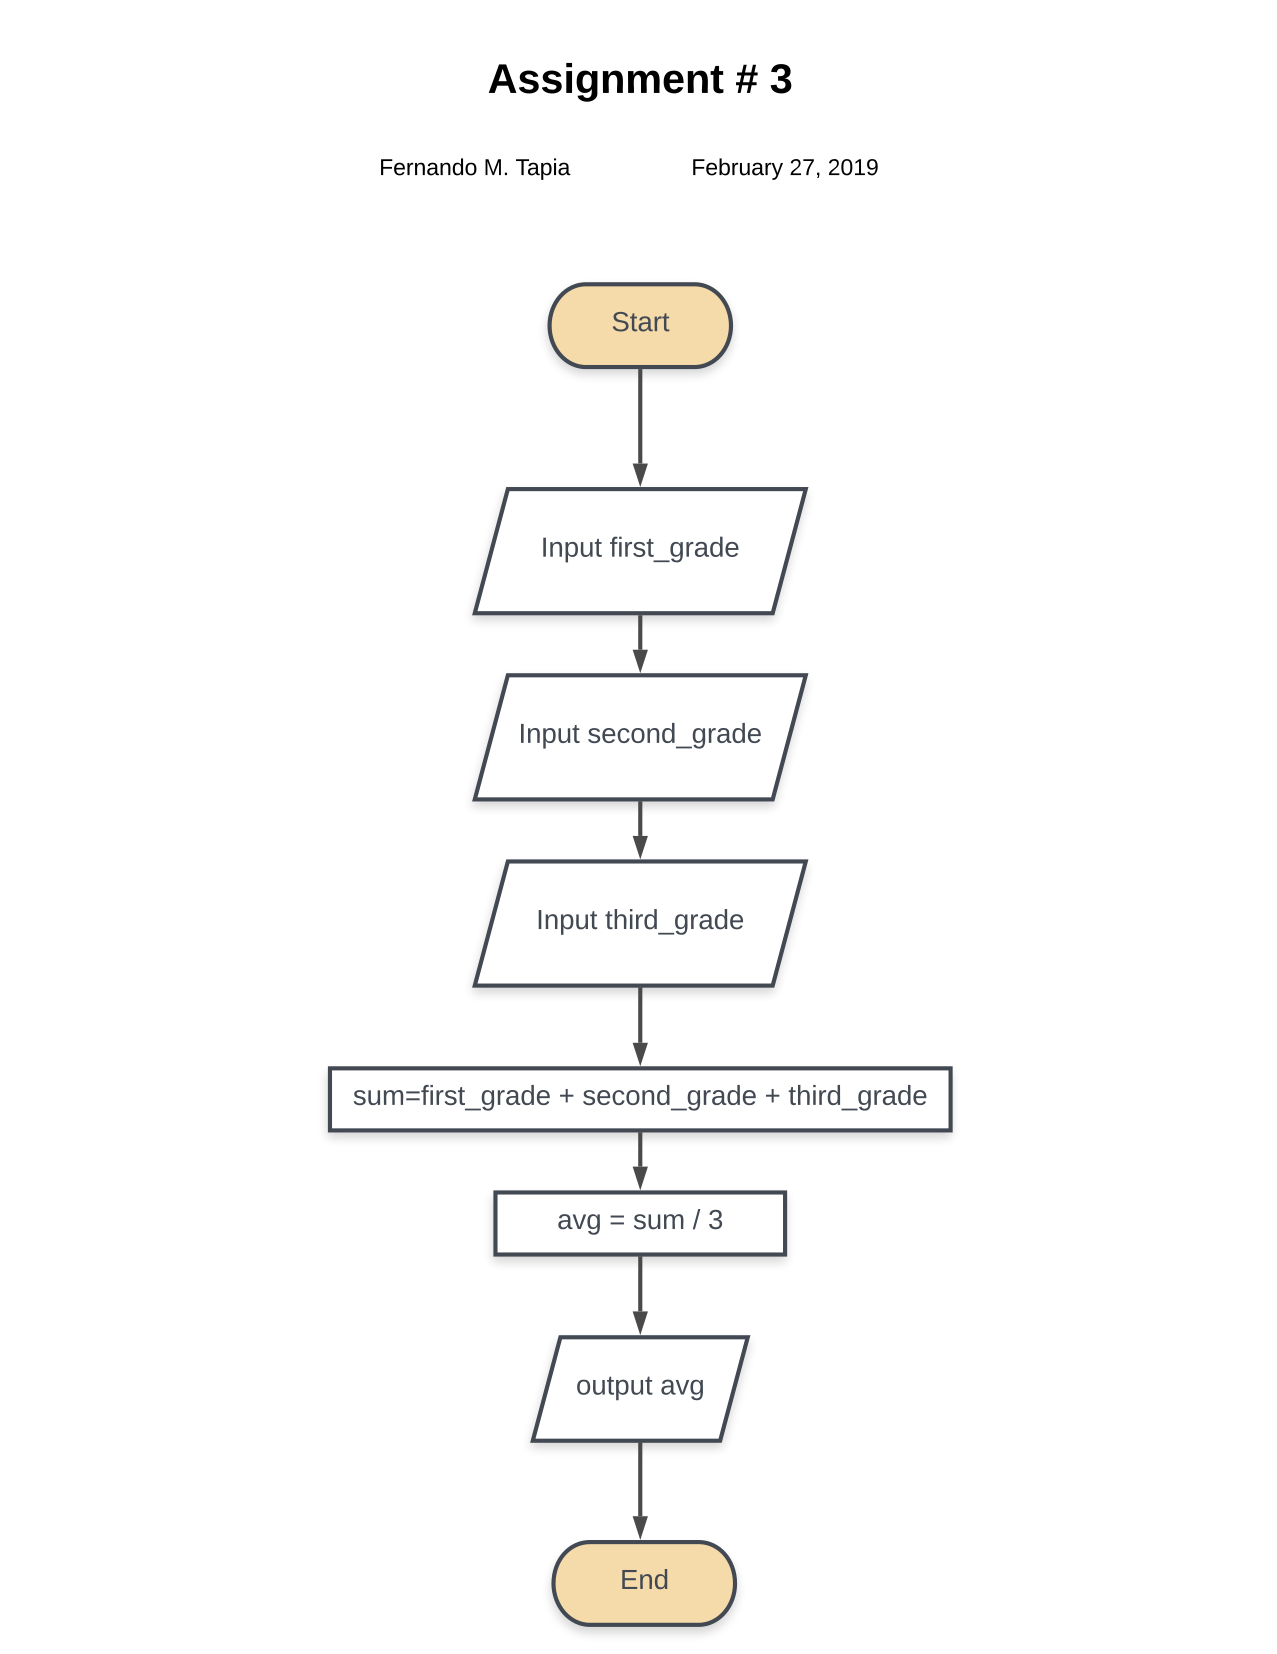 Assignment # 3
Fernando M. Tapia
February 27, 2019
Start
Input first_grade
Input second_grade
Input third_grade
sum=first_grade + second_grade + third_grade
avg = sum / 3
output avg
End